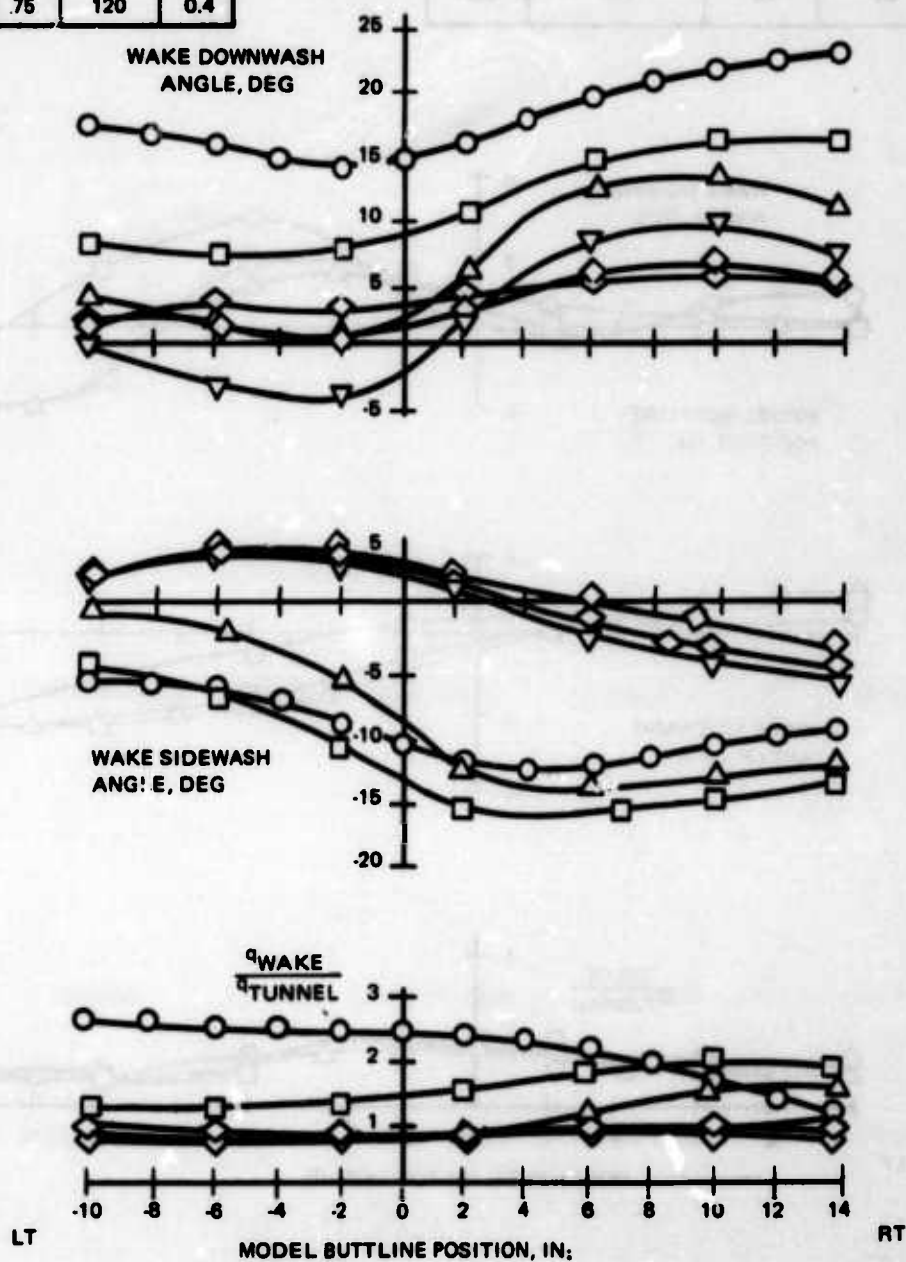 .75 120 0.4
WAKE DOWNWASH
ANGLE, DEG
25
20
15
10
5
-5
5
-5
-10
-15
-20
WAKE SIDEWASH
ANG!E, DEG
qWAKE
qTUNNEL
3
2
1
-10 -8 -6 -4 -2 0 2 4 6 8 10 12 14
LT
RT
MODEL BUTTLINE POSITION, IN: